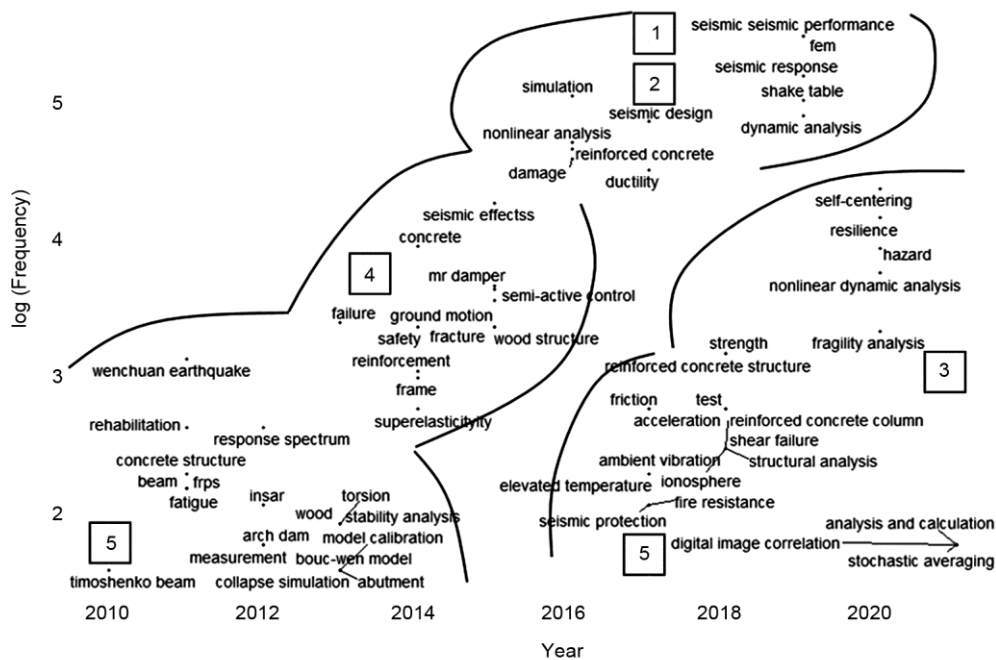 1
seismic seismic performance
fem
2
seismic response
simulation
shake table
5
seismic design
nonlinear analysis
dynamic analysis
reinforced concrete
damage
ductility
self-centering
seismic effectss
resilience
4
concrete
hazard
4
mr damper
nonlinear dynamic analysis
semi-active control
failure
ground motion
safety
fracture
wood structure
strength
fragility analysis
log (Frequency)
reinforcement
reinforced concrete structure
wenchuan earthquake
3
3
frame
friction
test
superelasticityity
acceleration
reinforced concrete column
rehabilitation
response spectrum
shear failure
concrete structure
ambient vibration
structural analysis
beam
frps
elevated temperature
ionosphere
fatigue
insar
torsion
fire resistance
2
wood
stability analysis
seismic protection
analysis and calculation
arch dam
model calibration
5
digital image correlation
5
measurement
bouc-wen model
stochastic averaging
timoshenko beam
collapse simulation
abutment
2010
2012
2014
2016
2018
2020
Year